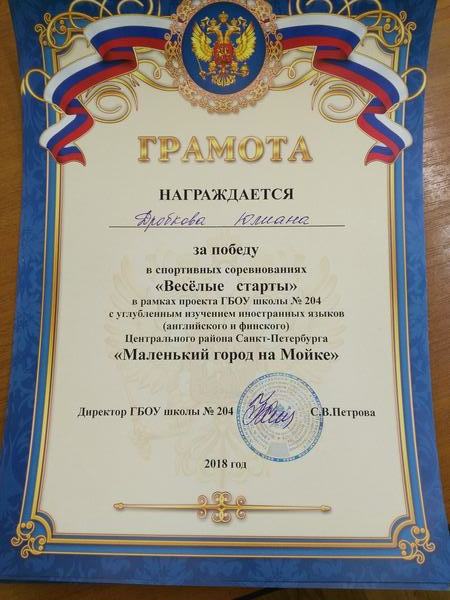 ГРАМОТА
НАГРАЖДАЕТСЯ
Дробкова Юлиана
за победу
в спортивных соревнованиях
«Весёлые старты»
в рамках проекта ГБОУ школы № 204
с углубленным изучением иностранных языков
(английского и финского)
Центрального района Санкт-Петербурга
«Маленький город на Мойке»
Директор ГБОУ школы № 204 С.В.Петрова
2018 год